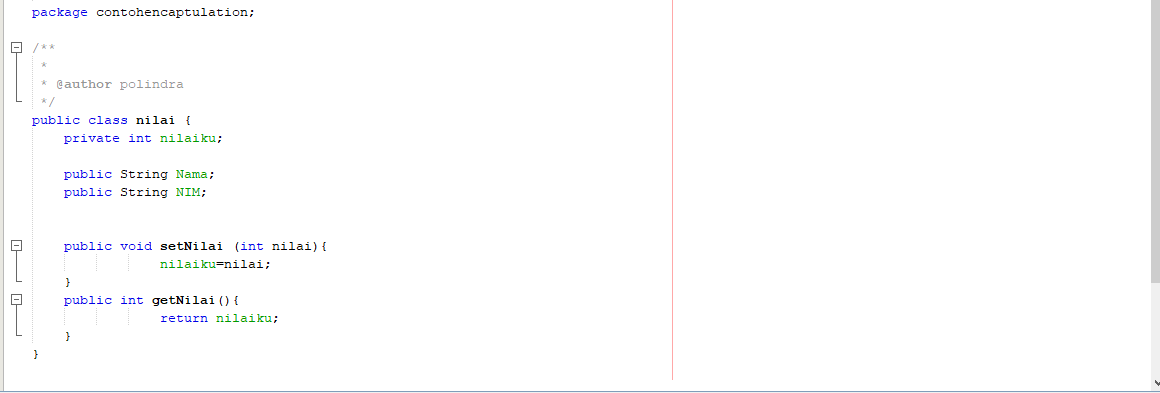 package contohencaptulation;
/**
 *
 * @author polindra
 */
public class nilai {
    private int nilaiku;
    public String Nama;
    public String NIM;
    public void setNilai (int nilai){
                nilaiku=nilai;
    }
    public int getNilai(){
                return nilaiku;
    }
}